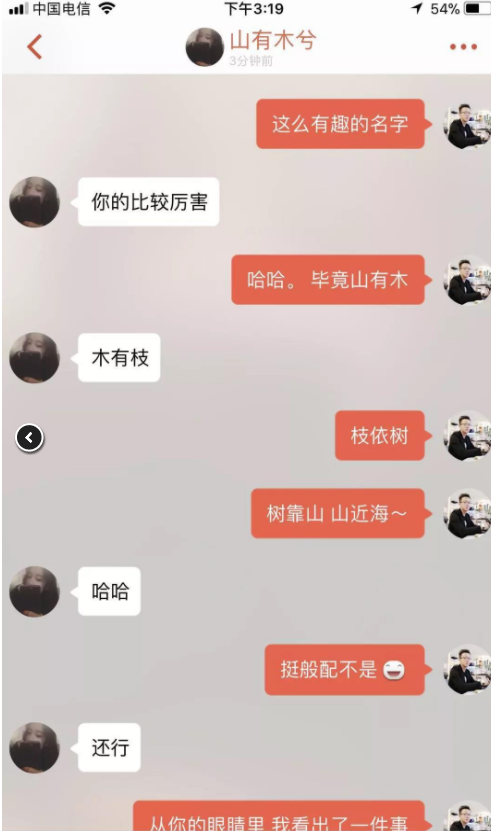 中国电信
下午3:19
54%
山有木兮
3分钟前
这么有趣的名字
你的比较厉害
哈哈。 毕竟山有木
木有枝
枝依树
树靠山 山近海～
哈哈
挺般配不是
还行
从你的眼睛里 我看出了一件事